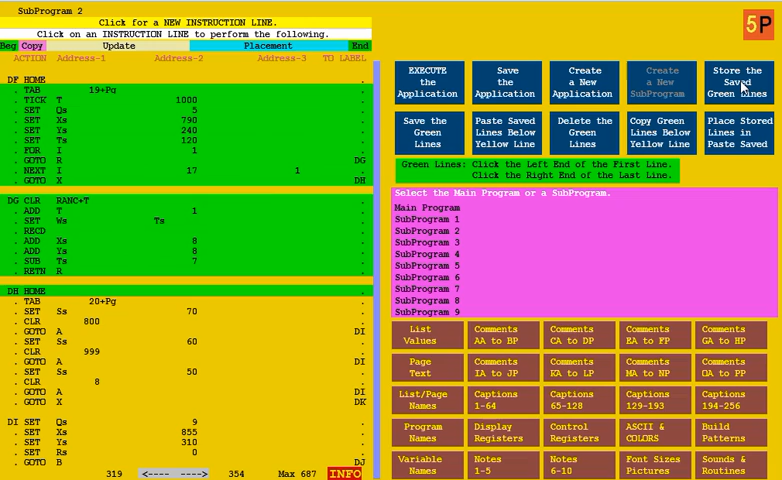 SubProgram 2
Click for a NEW INSTRUCTION LINE.
Click on an INSTRUCTION LINE to perform the following.
Beg Copy Update Placement End
ACTION Address-1 Address-2 Address-3 TO LABEL
DF HOME .
. TAB 19+Pg .
. TICK T 1000 .
. SET Qs 5 .
. SET Xs 790 .
. SET Ys 240 .
. SET Ts 120 .
. FOR I 1 .
. GOTO R DG
. NEXT I 17 1 .
. GOTO X DH
DG CLR RANC+T .
. ADD T 1 .
. SET Ws Ts .
. RECD .
. ADD Xs 8 .
. ADD Ys 8 .
. SUB Ts 7 .
. RETN R .
DH HOME .
. TAB 20+Pg .
. SET Ss 70 .
. CLR 800 .
. GOTO A DI
. SET Ss 60 .
. CLR 999 .
. GOTO A DI
. SET Ss 50 .
. CLR 8 .
. GOTO A DI
. GOTO X DK
DI SET Qs 9 .
. SET Xs 855 .
. SET Ys 310 .
. SET Rs 0 .
. GOTO B DJ
319 <---- ----> 354 Max 687 INFO
5P
EXECUTE
the
Application
Save
the
Application
Create
a New
Application
Create
a New
SubProgram
Store the
Saved
Green Lines
Save the
Green
Lines
Paste Saved
Lines Below
Yellow Line
Delete the
Green
Lines
Copy Green
Lines Below
Yellow Line
Place Stored
Lines in
Paste Saved
Green Lines: Click the Left End of the First Line.
Click the Right End of the Last Line.
Select the Main Program or a SubProgram.
Main Program
SubProgram 1
SubProgram 2
SubProgram 3
SubProgram 4
SubProgram 5
SubProgram 6
SubProgram 7
SubProgram 8
SubProgram 9
List
Values
Comments
AA to BP
Comments
CA to DP
Comments
EA to FP
Comments
GA to HP
Page
Text
Comments
IA to JP
Comments
KA to LP
Comments
MA to NP
Comments
OA to PP
List/Page
Names
Captions
1-64
Captions
65-128
Captions
129-193
Captions
194-256
Program
Names
Display
Registers
Control
Registers
ASCII &
COLORS
Build
Patterns
Variable
Names
Notes
1-5
Notes
6-10
Font Sizes
Pictures
Sounds &
Routines